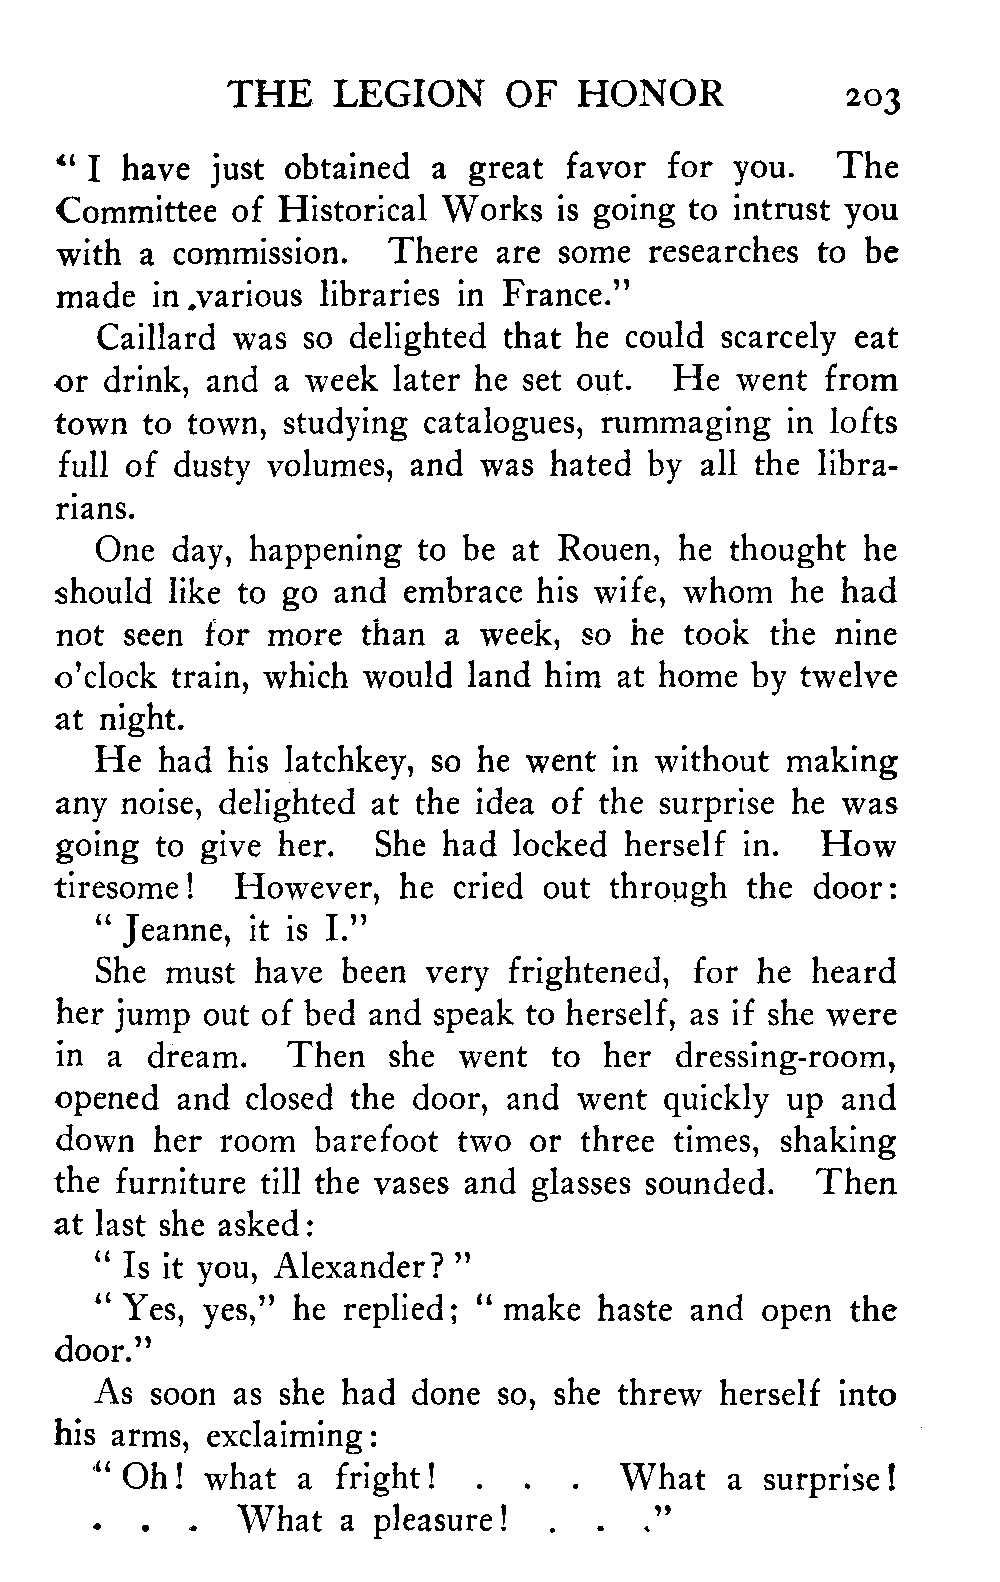 THE LEGION OF HONOR 203
“ I have just obtained a great favor for you. The
Committee of Historical Works is going to intrust you
with a commission. There are some researches to be
made in .various libraries in France.”
Caillard was so delighted that he could scarcely eat
or drink, and a week later he set out. He went from
town to town, studying catalogues, rummaging in lofts
full of dusty volumes, and was hated by all the libra-
rians.
One day, happening to be at Rouen, he thought he
should like to go and embrace his wife, whom he had
not seen for more than a week, so he took the nine
o’clock train, which would land him at home by twelve
at night.
He had his latchkey, so he went in without making
any noise, delighted at the idea of the surprise he was
going to give her. She had locked herself in. How
tiresome! However, he cried out through the door:
“ Jeanne, it is I.”
She must have been very frightened, for he heard
her jump out of bed and speak to herself, as if she were
in a dream. Then she went to her dressing-room,
opened and closed the door, and went quickly up and
down her room barefoot two or three times, shaking
the furniture till the vases and glasses sounded. Then
at last she asked:
“ Is it you, Alexander? ”
“ Yes, yes,” he replied; “ make haste and open the
door.”
As soon as she had done so, she threw herself into
his arms, exclaiming:
“ Oh! what a fright! . . . What a surprise!
. . . What a pleasure! . . .”